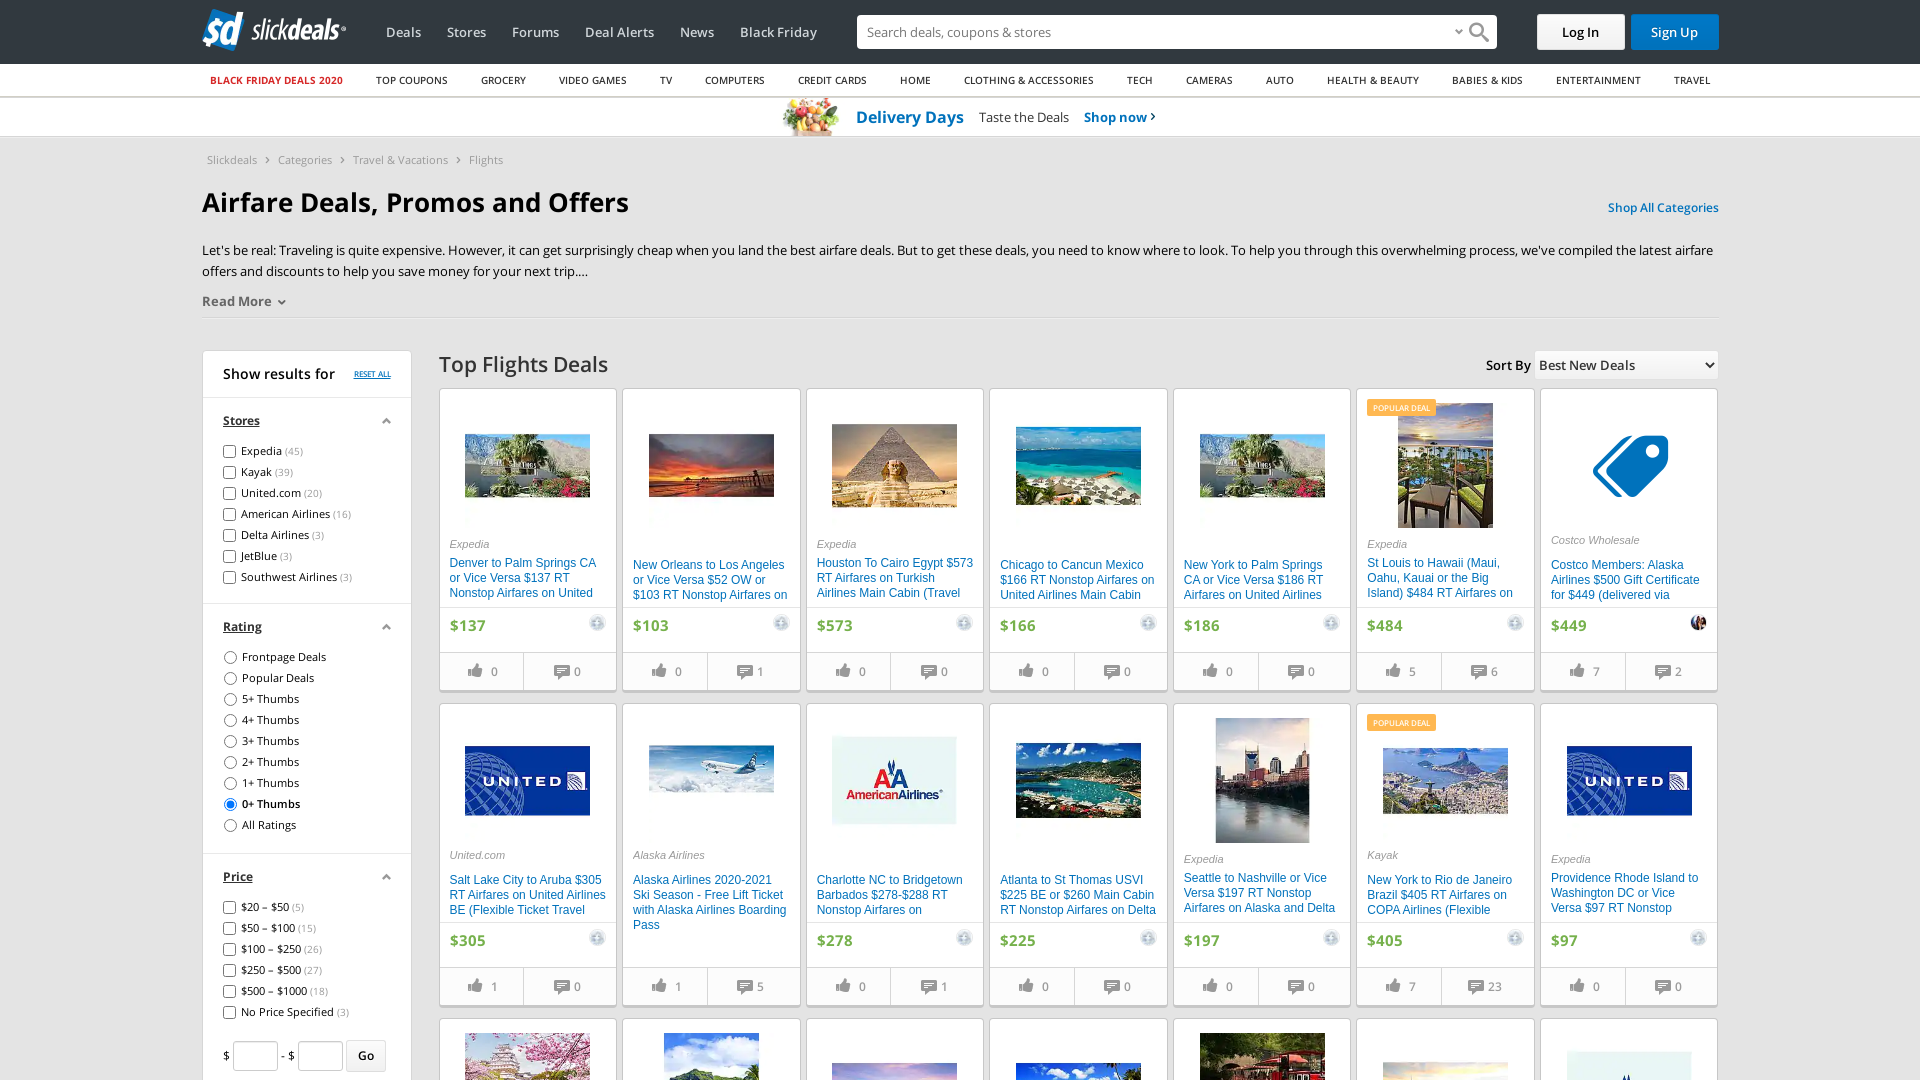 slickdeals
Deals
Stores
Forums
Deal Alerts
News
Black Friday
Search deals, coupons & stores
Log In
Sign Up
BLACK FRIDAY DEALS 2020
TOP COUPONS
GROCERY
VIDEO GAMES
TV
COMPUTERS
CREDIT CARDS
HOME
CLOTHING & ACCESSORIES
TECH
CAMERAS
AUTO
HEALTH & BEAUTY
BABIES & KIDS
ENTERTAINMENT
TRAVEL
Delivery Days Taste the Deals Shop now
Slickdeals > Categories > Travel & Vacations > Flights
Airfare Deals, Promos and Offers
Shop All Categories
Let's be real: Traveling is quite expensive. However, it can get surprisingly cheap when you land the best airfare deals. But to get these deals, you need to know where to look. To help you through this overwhelming process, we've compiled the latest airfare
offers and discounts to help you save money for your next trip....
Read More
Show results for
RESET ALL
Stores
Expedia (45)
Kayak (39)
United.com (20)
American Airlines (16)
Delta Airlines (3)
JetBlue (3)
Southwest Airlines (3)
Rating
Frontpage Deals
Popular Deals
5+ Thumbs
4+ Thumbs
3+ Thumbs
2+ Thumbs
1+ Thumbs
0+ Thumbs
All Ratings
Price
$20 – $50 (5)
$50 – $100 (15)
$100 – $250 (26)
$250 – $500 (27)
$500 – $1000 (18)
No Price Specified (3)
$ - $ Go
Top Flights Deals
Sort By Best New Deals
Expedia
Denver to Palm Springs CA
or Vice Versa $137 RT
Nonstop Airfares on United
$137
0
0
New Orleans to Los Angeles
or Vice Versa $52 OW or
$103 RT Nonstop Airfares on
$103
0
1
Expedia
Houston To Cairo Egypt $573
RT Airfares on Turkish
Airlines Main Cabin (Travel
$573
0
0
Chicago to Cancun Mexico
$166 RT Nonstop Airfares on
United Airlines Main Cabin
$166
0
0
New York to Palm Springs
CA or Vice Versa $186 RT
Airfares on United Airlines
$186
0
0
POPULAR DEAL
Expedia
St Louis to Hawaii (Maui,
Oahu, Kauai or the Big
Island) $484 RT Airfares on
$484
5
6
Costco Wholesale
Costco Members: Alaska
Airlines $500 Gift Certificate
for $449 (delivered via
$449
7
2
UNITED
United.com
Salt Lake City to Aruba $305
RT Airfares on United Airlines
BE (Flexible Ticket Travel
$305
1
0
Alaska Airlines
Alaska Airlines 2020-2021
Ski Season - Free Lift Ticket
with Alaska Airlines Boarding
Pass
1
5
AA
AmericanAirlines
Charlotte NC to Bridgetown
Barbados $278-$288 RT
Nonstop Airfares on
$278
0
1
Atlanta to St Thomas USVI
$225 BE or $260 Main Cabin
RT Nonstop Airfares on Delta
$225
0
0
Expedia
Seattle to Nashville or Vice
Versa $197 RT Nonstop
Airfares on Alaska and Delta
$197
0
0
POPULAR DEAL
Kayak
New York to Rio de Janeiro
Brazil $405 RT Airfares on
COPA Airlines (Flexible
$405
7
23
UNITED
Expedia
Providence Rhode Island to
Washington DC or Vice
Versa $97 RT Nonstop
$97
0
0